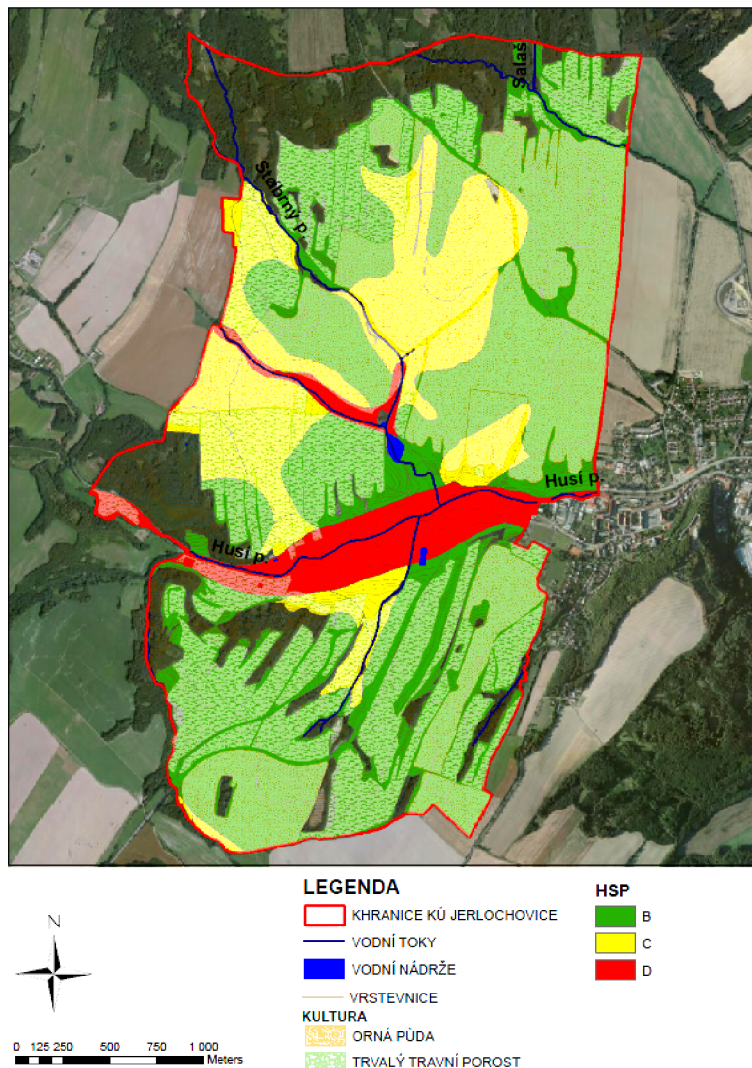 Salaš
Stabrný p.
Husí p.
Husí p.
LEGENDA
KHRANICE KÚ JERLOCHOVICE
VODNÍ TOKY
VODNÍ NÁDRŽE
VRSTEVNICE
KULTURA
ORNÁ PŮDA
TRVALÝ TRAVNÍ POROST
HSP
B
C
D
N
0 125 250 500 750 1 000
Meters